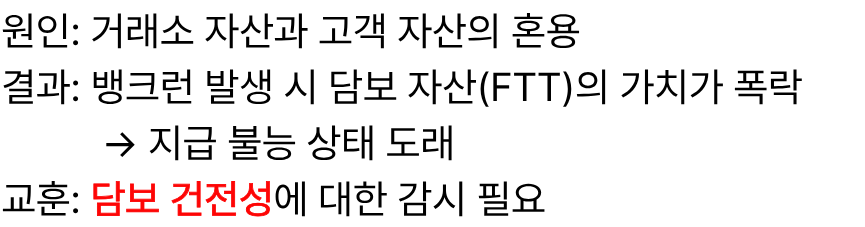 원인: 거래소 자산과 고객 자산의 혼용
결과: 뱅크런 발생 시 담보 자산(FTT)의 가치가 폭락
→ 지급 불능 상태 도래
교훈: 담보 건전성에 대한 감시 필요